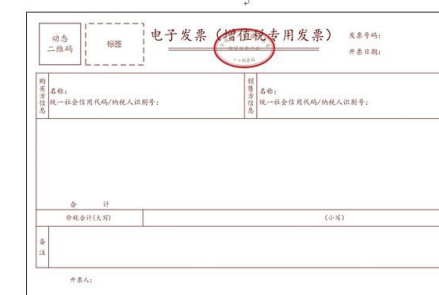 动态
二维码
标签
电子发票（增值税专用发票）
发票号码：
开票日期：
购买方信息
名称：
统一社会信用代码/纳税人识别号：
销售方信息
名称：
统一社会信用代码/纳税人识别号：
合 计
价税合计(大写)
(小写)
备注
开票人：